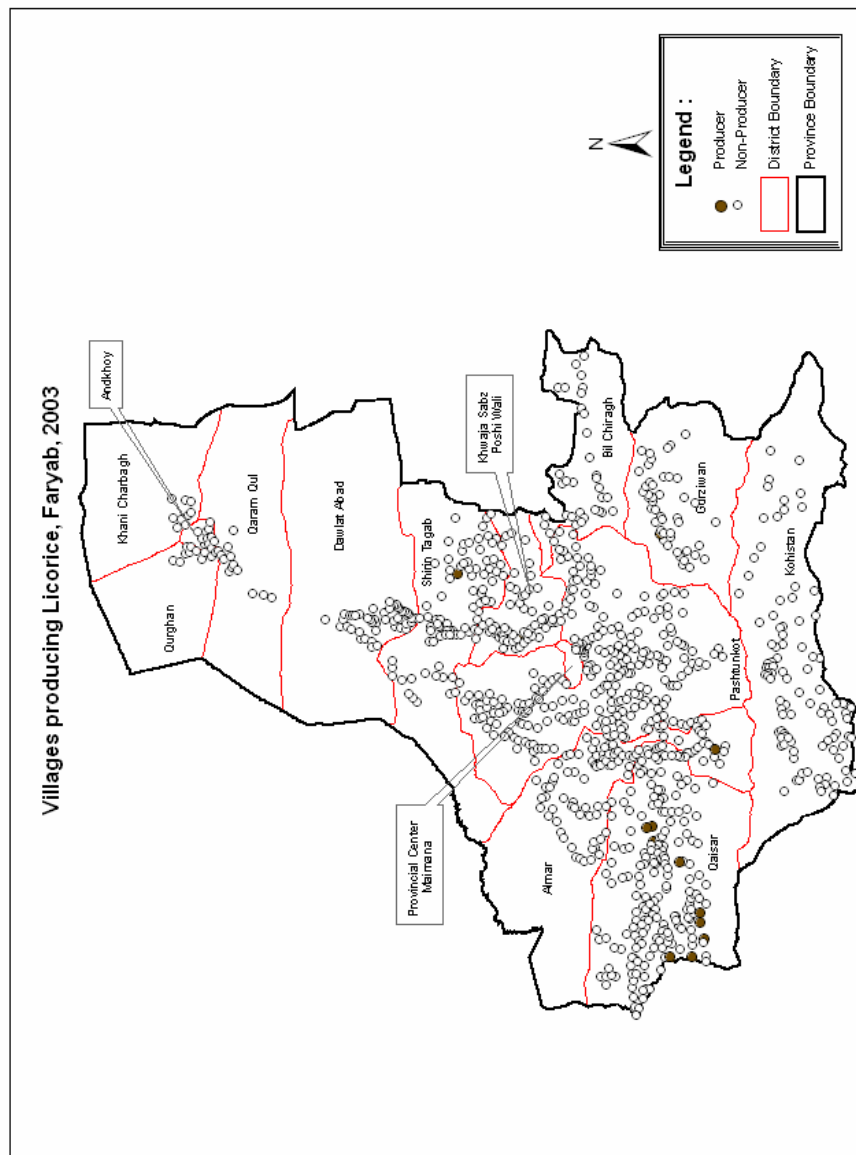 Villages producing Licorice, Faryab, 2003
Andkhoy
Khani Charbagh
Qurghan
Qaram Qul
Dawlat Abad
Shirin Tagab
Khwaja Sabz
Poshi Wali
Bil Chiragh
Gurziwan
Provincial Center
Maimana
Almar
Pashtunkot
Qaisar
Kohistan
N
Legend :
Producer
Non-Producer
District Boundary
Province Boundary